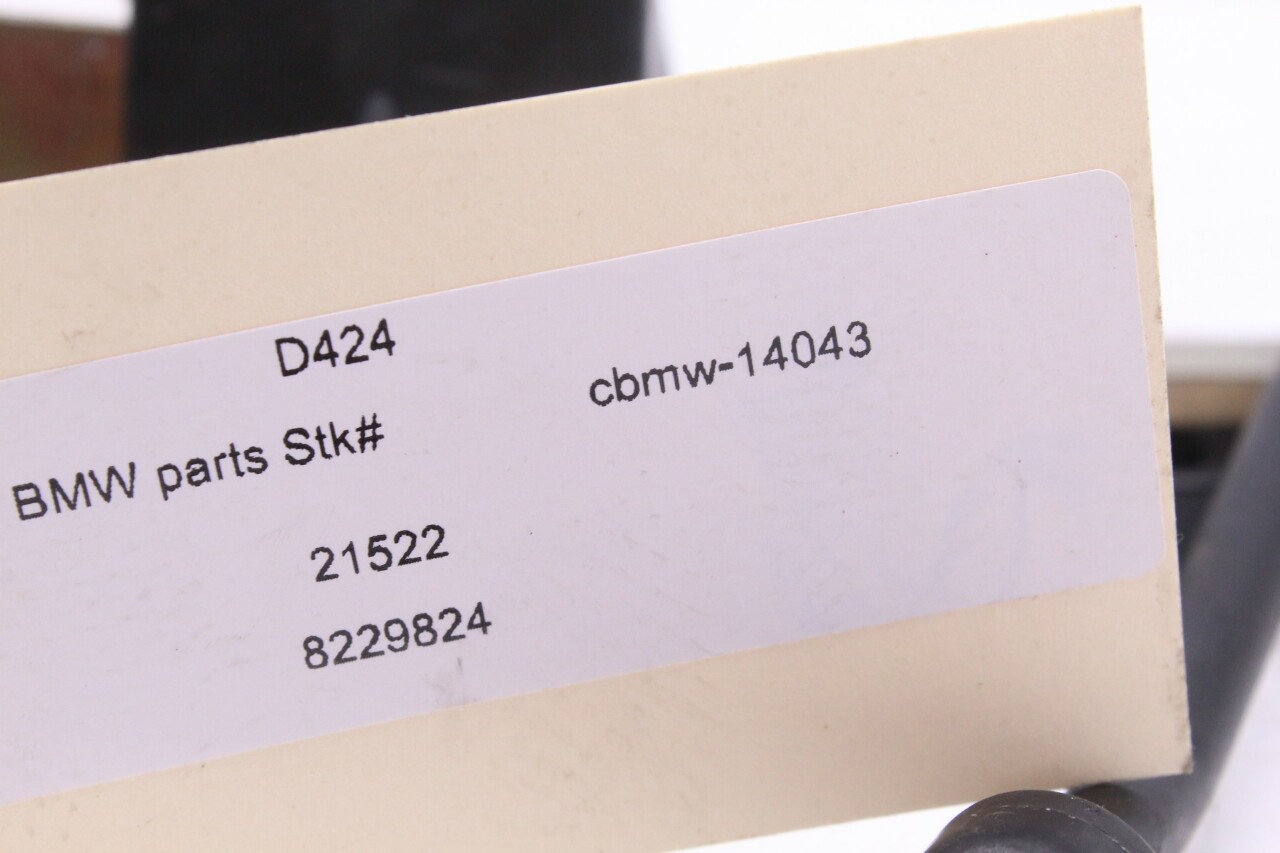 D424
cbmw-14043
BMW parts Stk#
21522
8229824